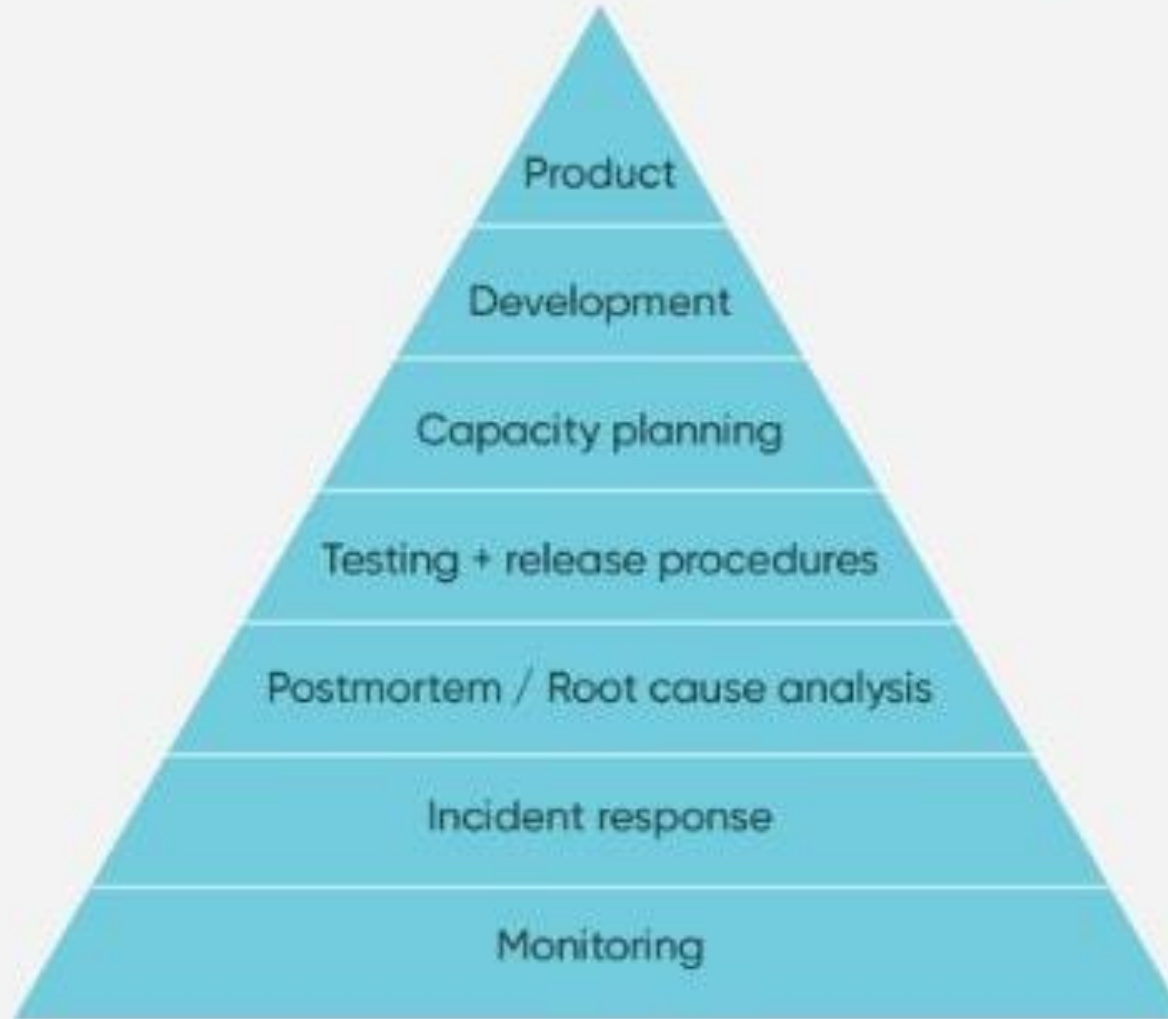 Product
Development
Capacity planning
Testing + release procedures
Postmortem / Root cause analysis
Incident response
Monitoring